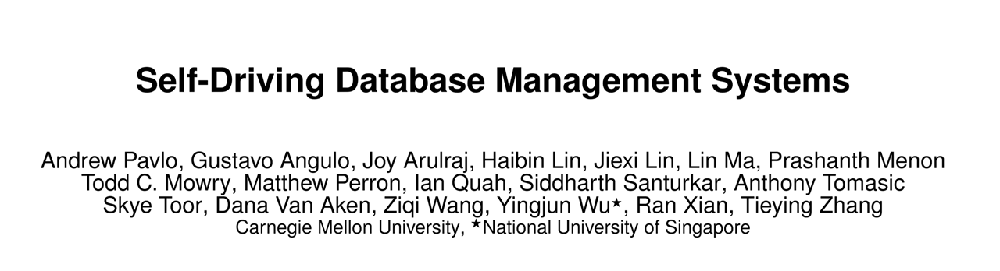 Self-Driving Database Management Systems
Andrew Pavlo, Gustavo Angulo, Joy Arulraj, Haibin Lin, Jiexi Lin, Lin Ma, Prashanth Menon
Todd C. Mowry, Matthew Perron, Ian Quah, Siddharth Santurkar, Anthony Tomasic
Skye Toor, Dana Van Aken, Ziqi Wang, Yingjun Wu★, Ran Xian, Tieying Zhang
Carnegie Mellon University, ★National University of Singapore